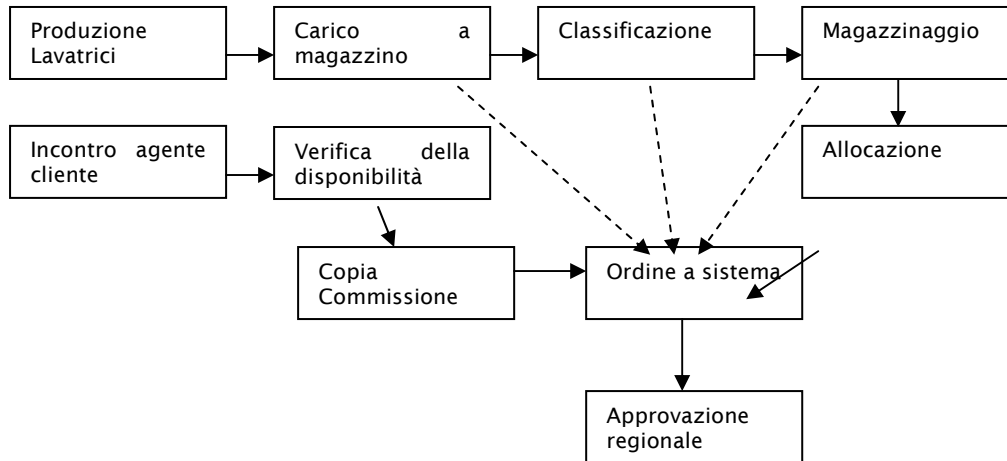 Produzione
Lavatrici
Carico a
magazzino
Classificazione
Magazzinaggio
Incontro agente
cliente
Verifica della
disponibilità
Allocazione
Copia
Commissione
Ordine a sistema
Approvazione
regionale